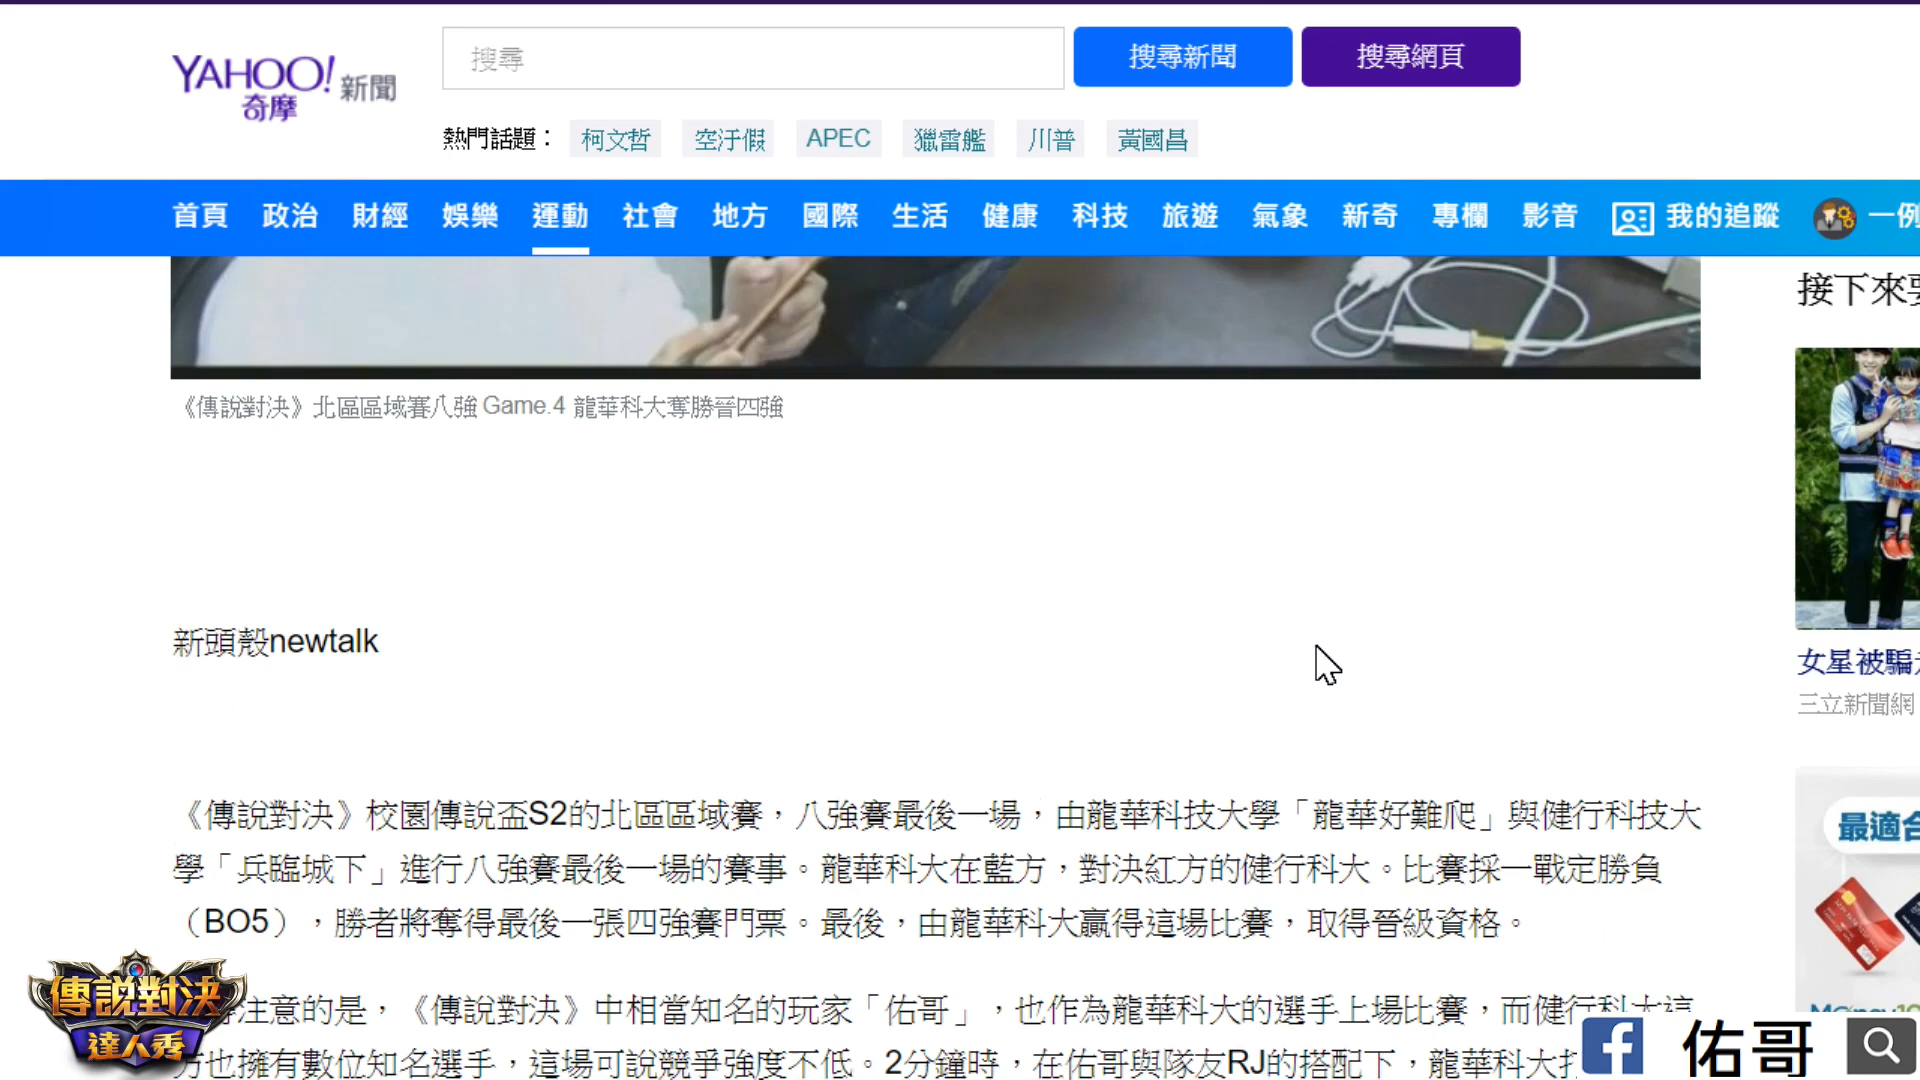 YAHOO! 奇摩 新聞
搜尋
搜尋新聞
搜尋網頁
熱門話題： 柯文哲 空汙假 APEC 獵雷艦 川普 黃國昌
首頁 政治 財經 娛樂 運動 社會 地方 國際 生活 健康 科技 旅遊 氣象 新奇 專欄 影音 我的追蹤 一例
接下來要
《傳說對決》北區區域賽八強 Game.4 龍華科大奪勝晉四強
新頭殼newtalk
女星被騙
三立新聞網
《傳說對決》校園傳說盃S2的北區區域賽，八強賽最後一場，由龍華科技大學「龍華好難爬」與健行科技大
學「兵臨城下」進行八強賽最後一場的賽事。龍華科大在藍方，對決紅方的健行科大。比賽採一戰定勝負
（BO5），勝者將奪得最後一張四強賽門票。最後，由龍華科大贏得這場比賽，取得晉級資格。
最適合
注意的是，《傳說對決》中相當知名的玩家「佑哥」，也作為龍華科大的選手上場比賽，而健行科大這
方也擁有數位知名選手，這場可說競爭強度不低。2分鐘時，在佑哥與隊友RJ的搭配下，龍華科大打
傳說對決
達人秀
佑哥